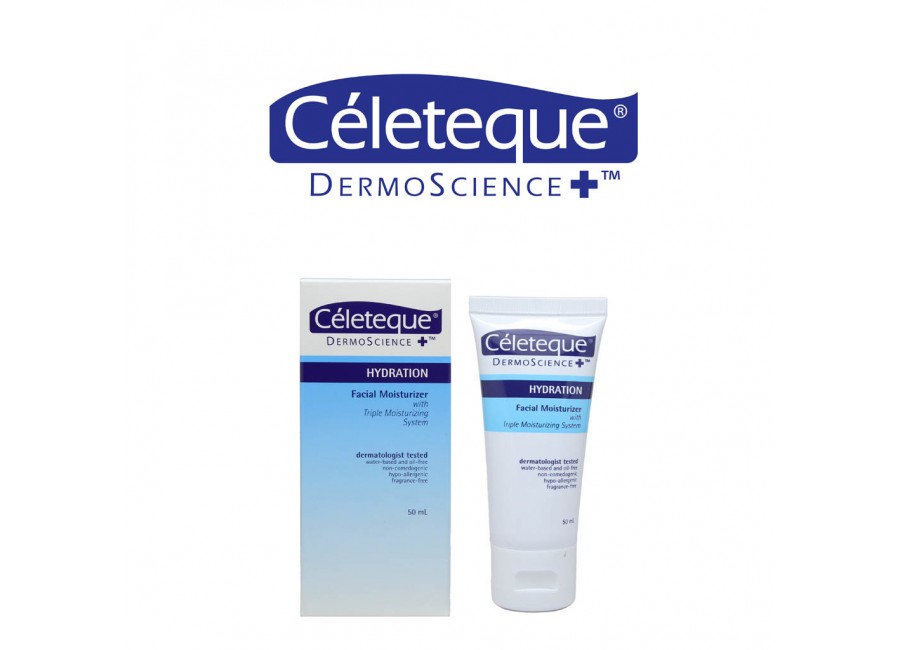 Céleteque®
DERMOSCIENCE+™
Céleteque®
DERMOSCIENCE+™
HYDRATION
Facial Moisturizer
with
Triple Moisturizing
System
dermatologist tested
water-based and oil-free
non-comedogenic
hypo-allergenic
fragrance-free
50 mL
Céleteque®
DERMOSCIENCE+™
HYDRATION
Facial Moisturizer
with
Triple Moisturizing System
dermatologist tested
water-based and oil-free
non-comedogenic
hypo-allergenic
fragrance-free
50 mL